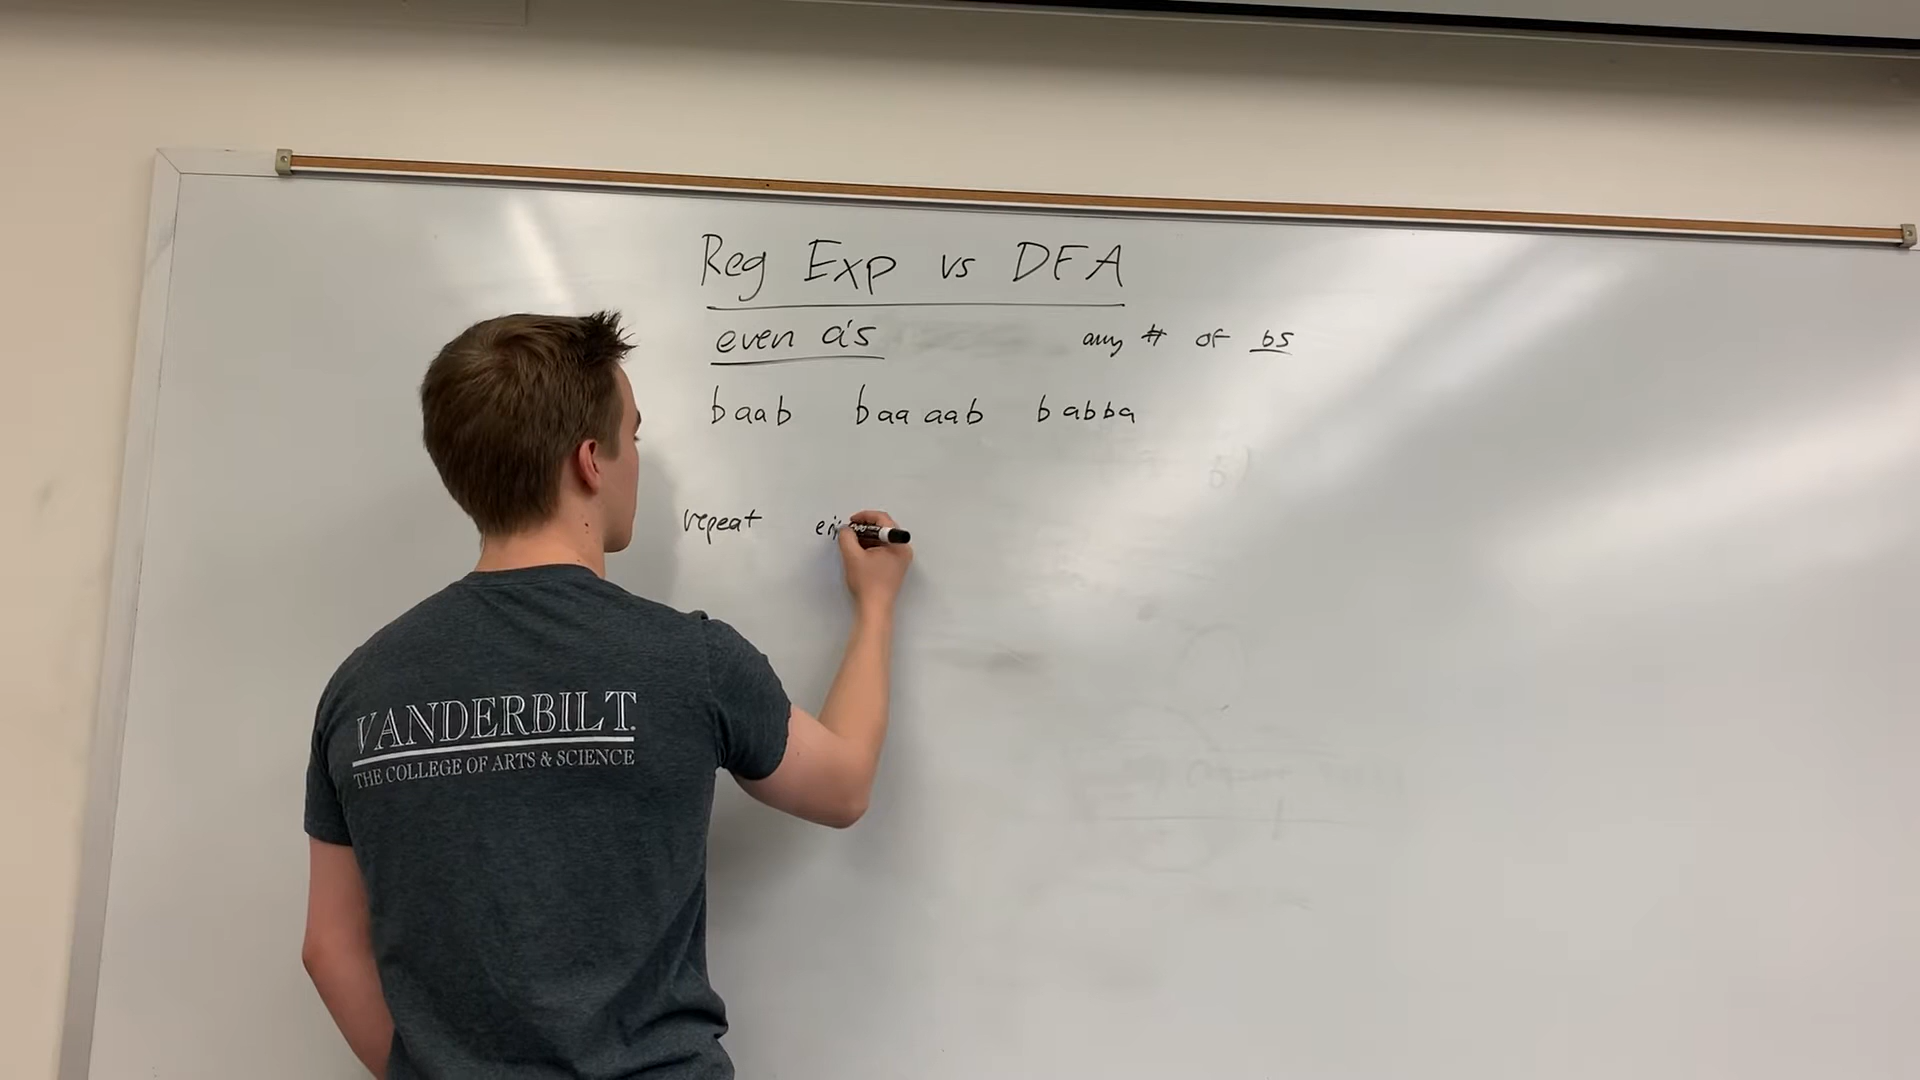 Reg Exp vs DFA
even a's any # of bs
baab baa aab babba
repeat
VANDERBILT
THE COLLEGE OF ARTS & SCIENCE